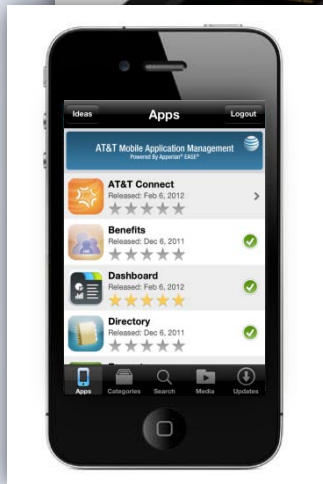 Ideas Apps Logout
AT&T Mobile Application Management
Powered By Apperian EASE®
AT&T Connect
Released: Feb 6, 2012
Benefits
Released: Dec 6, 2011
Dashboard
Released: Feb 6, 2012
Directory
Released: Dec 6, 2011
Apps Categories Search Media Updates